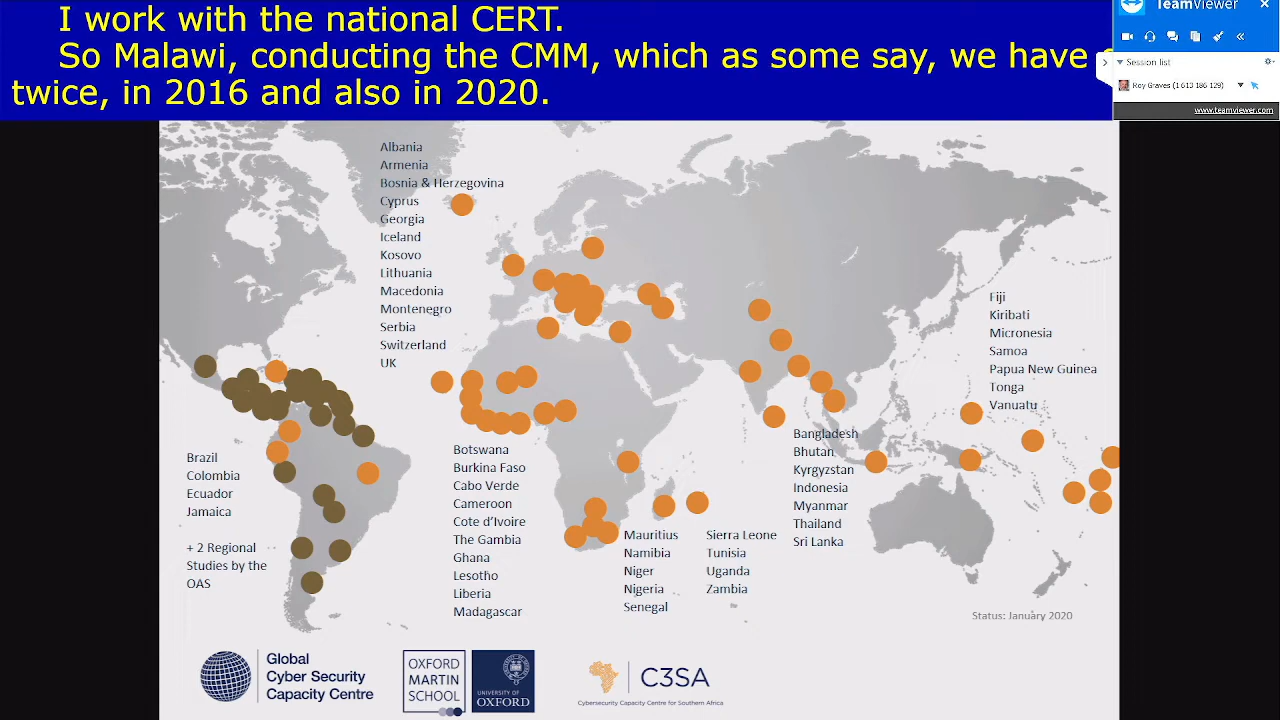 I work with the national CERT.
So Malawi, conducting the CMM, which as some say, we have
twice, in 2016 and also in 2020.
TeamViewer
Session list
Roy Graves (1 613 186 129)
www.teamviewer.com
Albania
Armenia
Bosnia & Herzegovina
Cyprus
Georgia
Iceland
Kosovo
Lithuania
Macedonia
Montenegro
Serbia
Switzerland
UK
Fiji
Kiribati
Micronesia
Samoa
Papua New Guinea
Tonga
Vanuatu
Brazil
Colombia
Ecuador
Jamaica
+ 2 Regional
Studies by the
OAS
Botswana
Burkina Faso
Cabo Verde
Cameroon
Cote d'Ivoire
The Gambia
Ghana
Lesotho
Liberia
Madagascar
Mauritius
Namibia
Niger
Nigeria
Senegal
Sierra Leone
Tunisia
Uganda
Zambia
Bangladesh
Bhutan
Kyrgyzstan
Indonesia
Myanmar
Thailand
Sri Lanka
Status: January 2020
Global
Cyber Security
Capacity Centre
OXFORD
MARTIN
SCHOOL
UNIVERSITY OF
OXFORD
C3SA
Cybersecurity Capacity Centre for Southern Africa